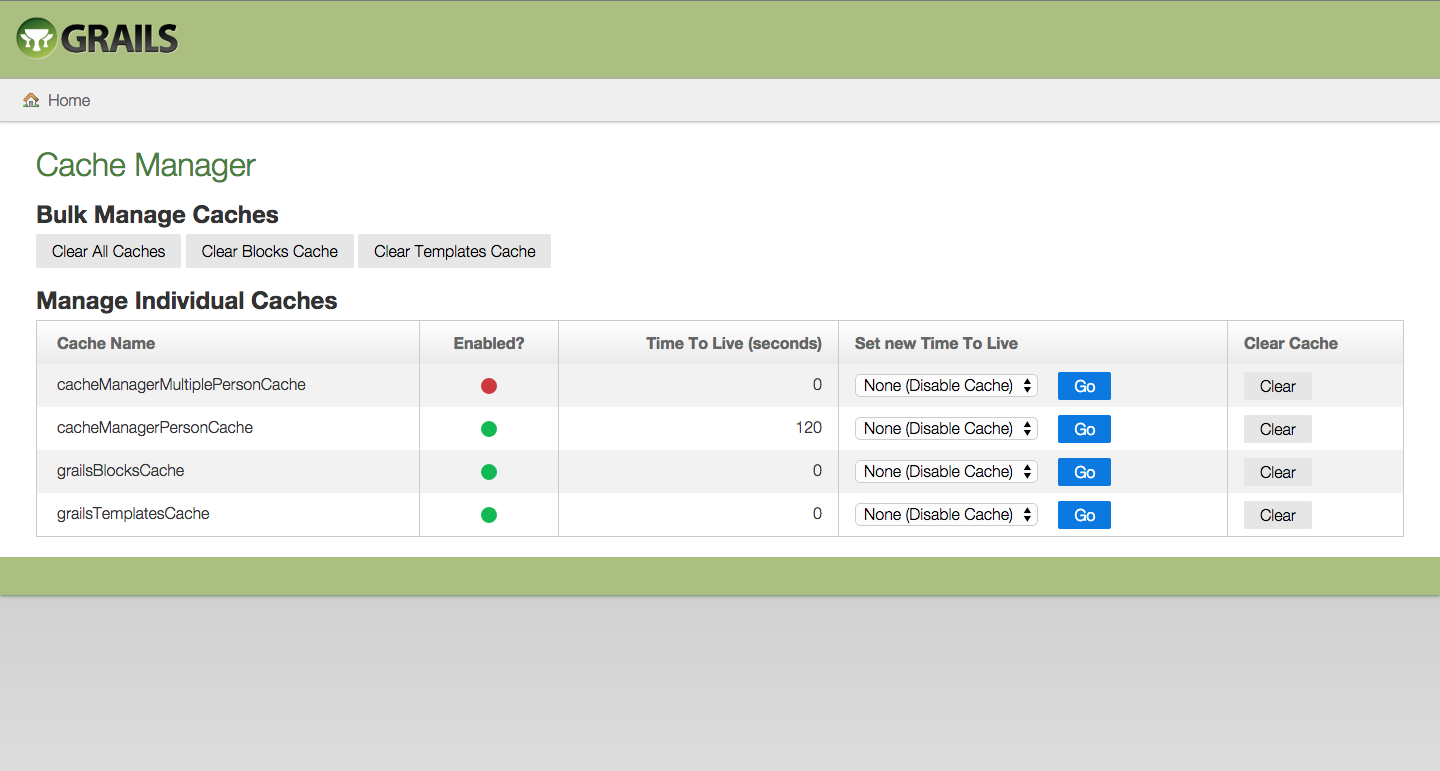 GRAILS
Home
Cache Manager
Bulk Manage Caches
Clear All Caches Clear Blocks Cache Clear Templates Cache
Manage Individual Caches
Cache Name Enabled? Time To Live (seconds) Set new Time To Live Clear Cache
cacheManagerMultiplePersonCache 0 None (Disable Cache) Go Clear
cacheManagerPersonCache 120 None (Disable Cache) Go Clear
grailsBlocksCache 0 None (Disable Cache) Go Clear
grailsTemplatesCache 0 None (Disable Cache) Go Clear